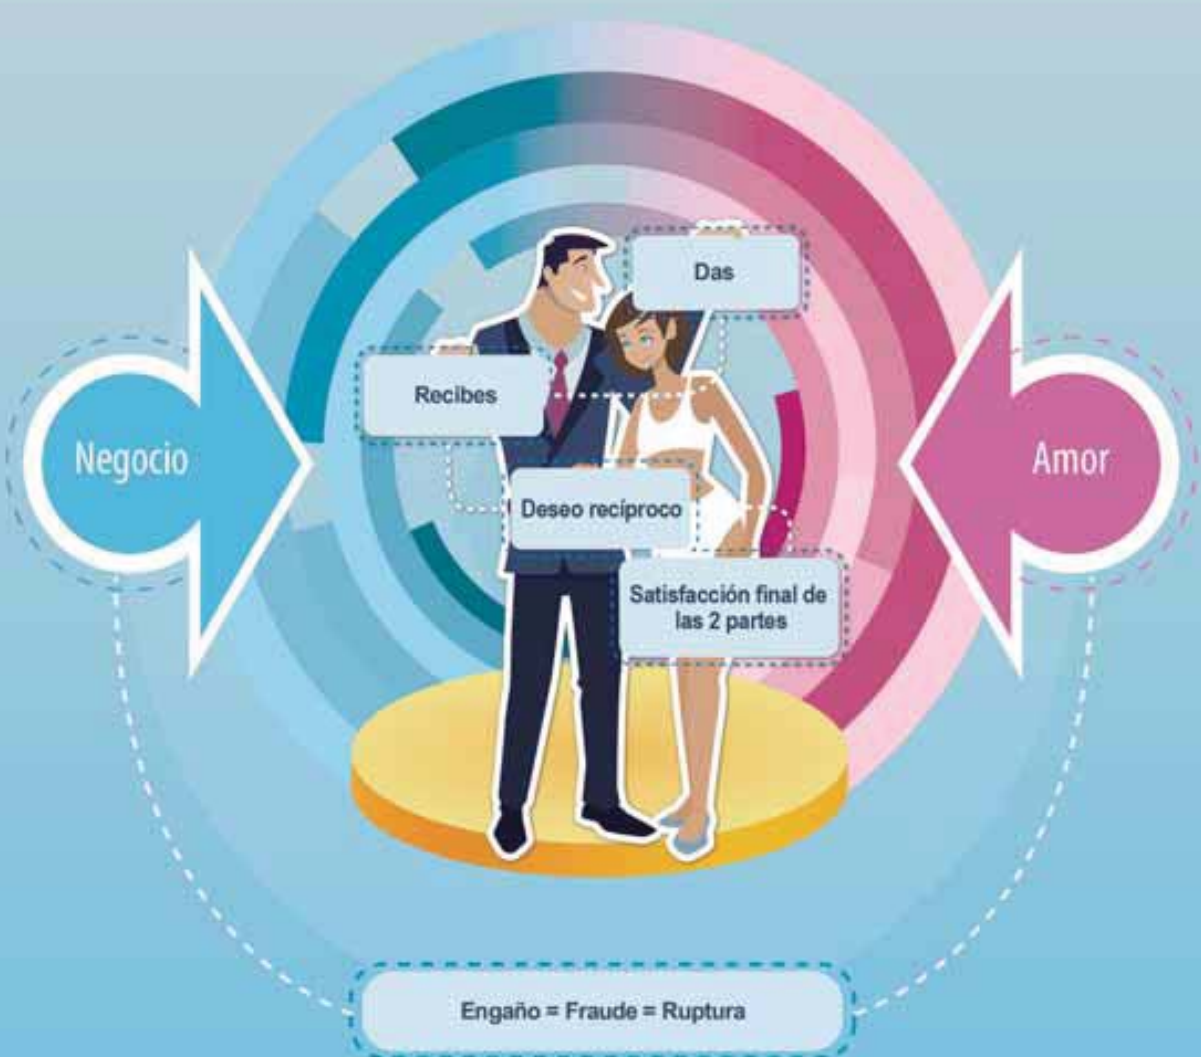 Das
Recibes
Negocio
Amor
Deseo recíproco
Satisfacción final de
las 2 partes
Engaño = Fraude = Ruptura